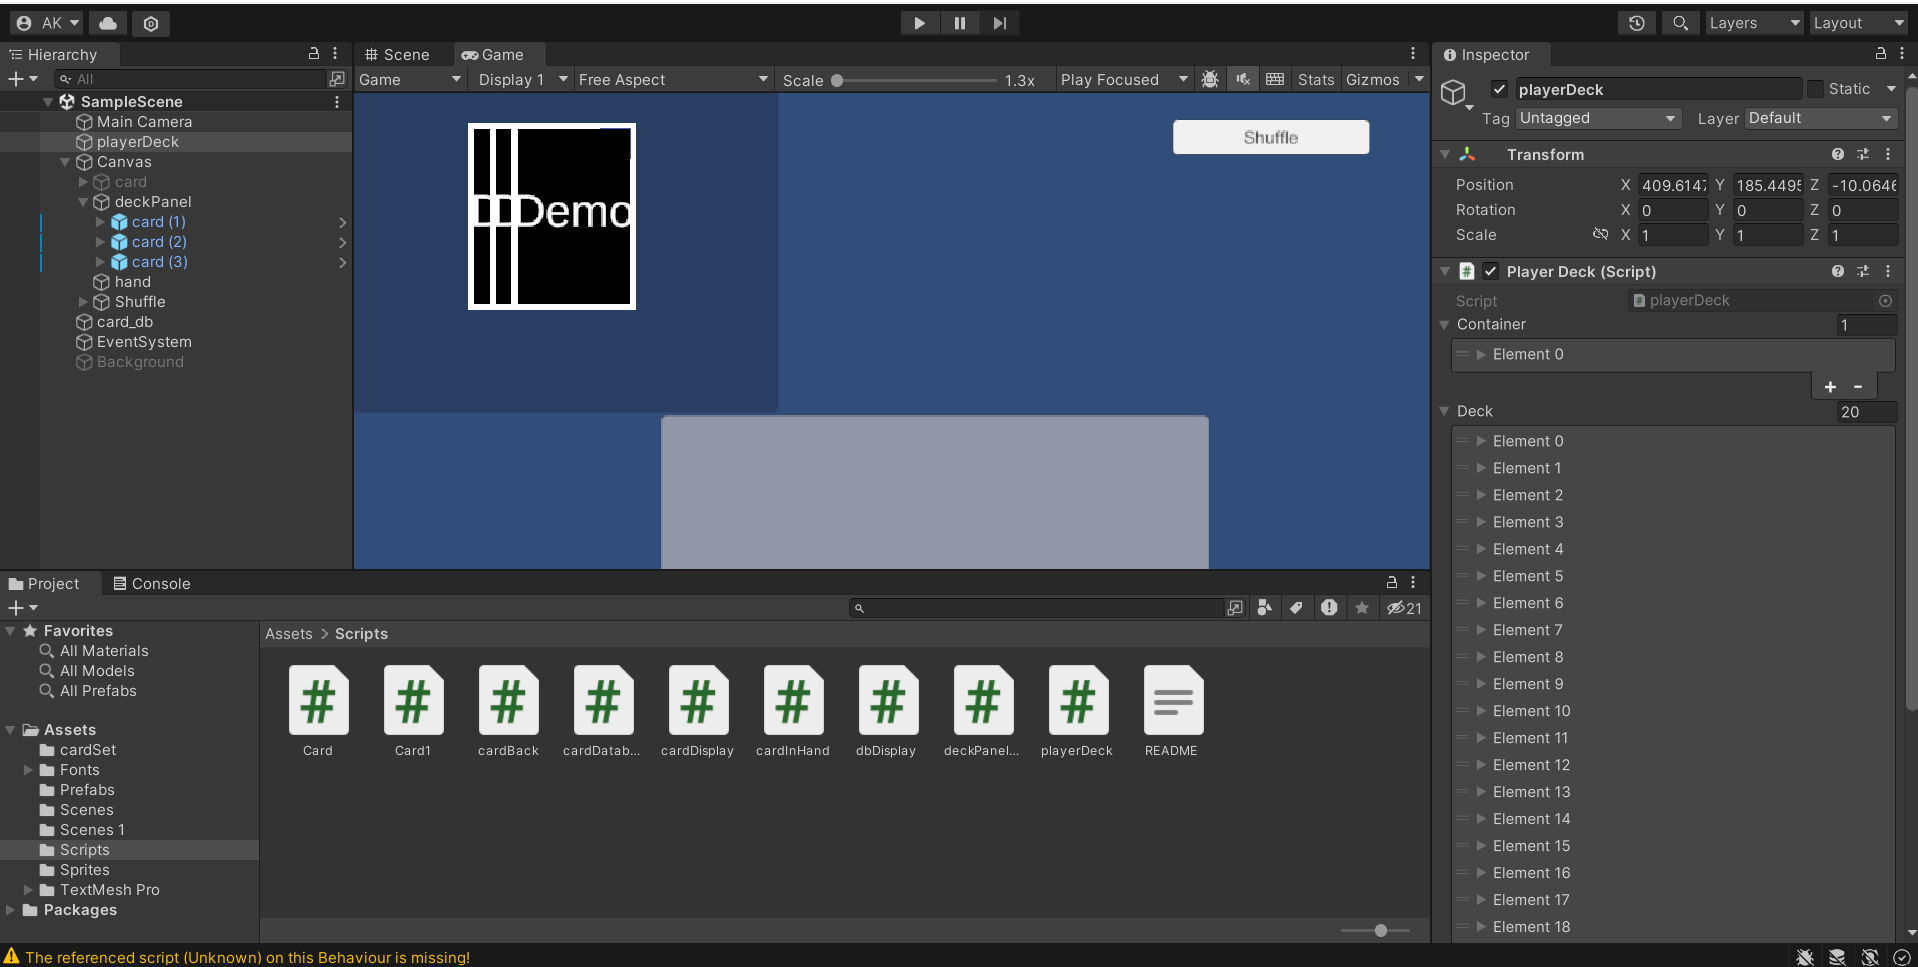 AK
Layers
Layout
Hierarchy
All
SampleScene
Main Camera
playerDeck
Canvas
card
deckPanel
card (1)
card (2)
card (3)
hand
Shuffle
card_db
EventSystem
Background
Scene
Game
Game
Display 1
Free Aspect
Scale
1.3x
Play Focused
Stats
Gizmos
D
D
Demo
Shuffle
Inspector
playerDeck
Static
Tag
Untagged
Layer
Default
Transform
Position X 409.6147 Y 185.4495 Z -10.0646
Rotation X 0 Y 0 Z 0
Scale X 1 Y 1 Z 1
# Player Deck (Script)
Script
playerDeck
Container
1
Element 0
+ -
Deck
20
Element 0
Element 1
Element 2
Element 3
Element 4
Element 5
Element 6
Element 7
Element 8
Element 9
Element 10
Element 11
Element 12
Element 13
Element 14
Element 15
Element 16
Element 17
Element 18
Project
Console
21
Favorites
All Materials
All Models
All Prefabs
Assets
cardSet
Fonts
Prefabs
Scenes
Scenes 1
Scripts
Sprites
TextMesh Pro
Packages
Assets > Scripts
# # # # # # # # #
Card
Card1
cardBack
cardDatab...
cardDisplay
cardInHand
dbDisplay
deckPanel...
playerDeck
README
The referenced script (Unknown) on this Behaviour is missing!